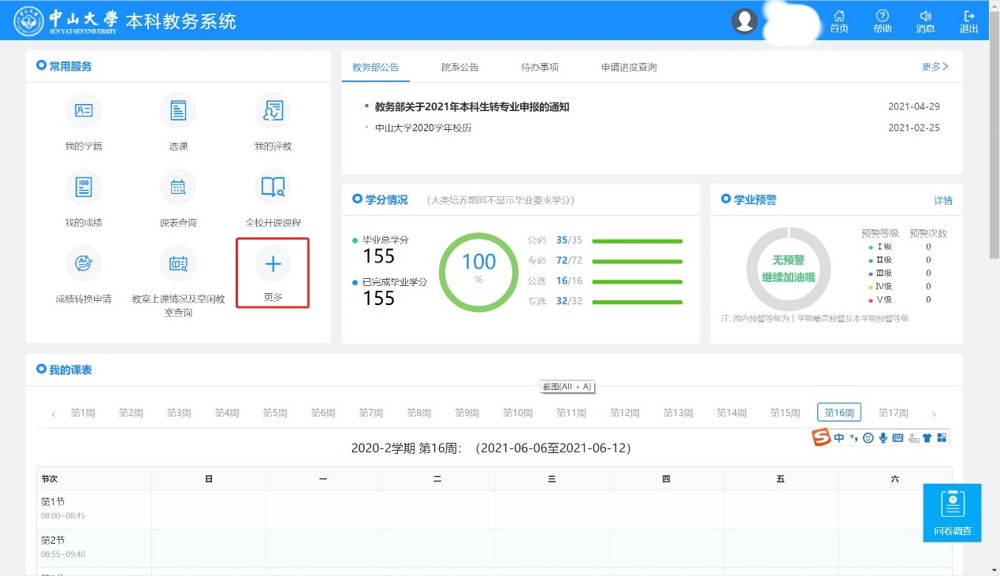 中山大學 本科教务系统
SUN YAT-SEN UNIVERSITY
首页 帮助 消息 退出
常用服务
我的学籍 选课 我的评教
我的成绩 课表查询 全校开课课程
成绩转换申请 教室上课情况及空闲教室查询 更多
教务部公告 院系公告 待办事项 申请进度查询 更多
教务部关于2021年本科生转专业申报的通知 2021-04-29
中山大学2020学年校历 2021-02-25
学分情况 (大类培养期间不显示毕业要求学分)
毕业总学分
155
已完成毕业学分
155
100
%
公必 35/35
专必 72/72
公选 16/16
专选 32/32
学业预警 详情
无预警
继续加油哦
预警等级 预警次数
Ⅰ级 0
Ⅱ级 0
Ⅲ级 0
Ⅳ级 0
Ⅴ级 0
注: 圈内预警等级为上学期最高预警及本学期预警等级
我的课表
截图(Alt + A)
第1周 第2周 第3周 第4周 第5周 第6周 第7周 第8周 第9周 第10周 第11周 第12周 第13周 第14周 第15周 第16周 第17周
中
2020-2学期 第16周：（2021-06-06至2021-06-12）
节次 日 一 二 三 四 五 六
第1节
08:00~08:45
第2节
08:55~09:40
问卷调查